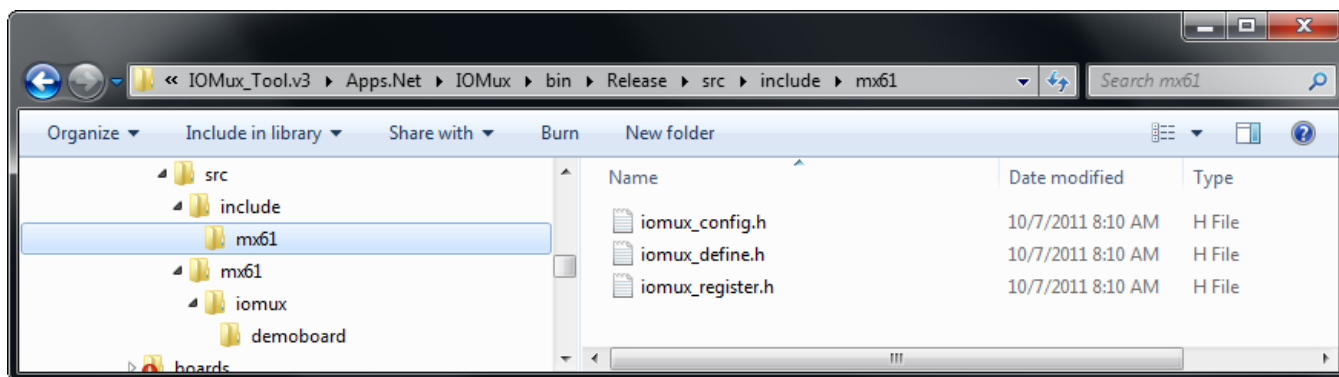 « IOMux_Tool.v3 ▸ Apps.Net ▸ IOMux ▸ bin ▸ Release ▸ src ▸ include ▸ mx61 Search mx61
Organize ▾ Include in library ▾ Share with ▾ Burn New folder
src
include
mx61
mx61
iomux
demoboard
boards
Name Date modified Type
iomux_config.h 10/7/2011 8:10 AM H File
iomux_define.h 10/7/2011 8:10 AM H File
iomux_register.h 10/7/2011 8:10 AM H File